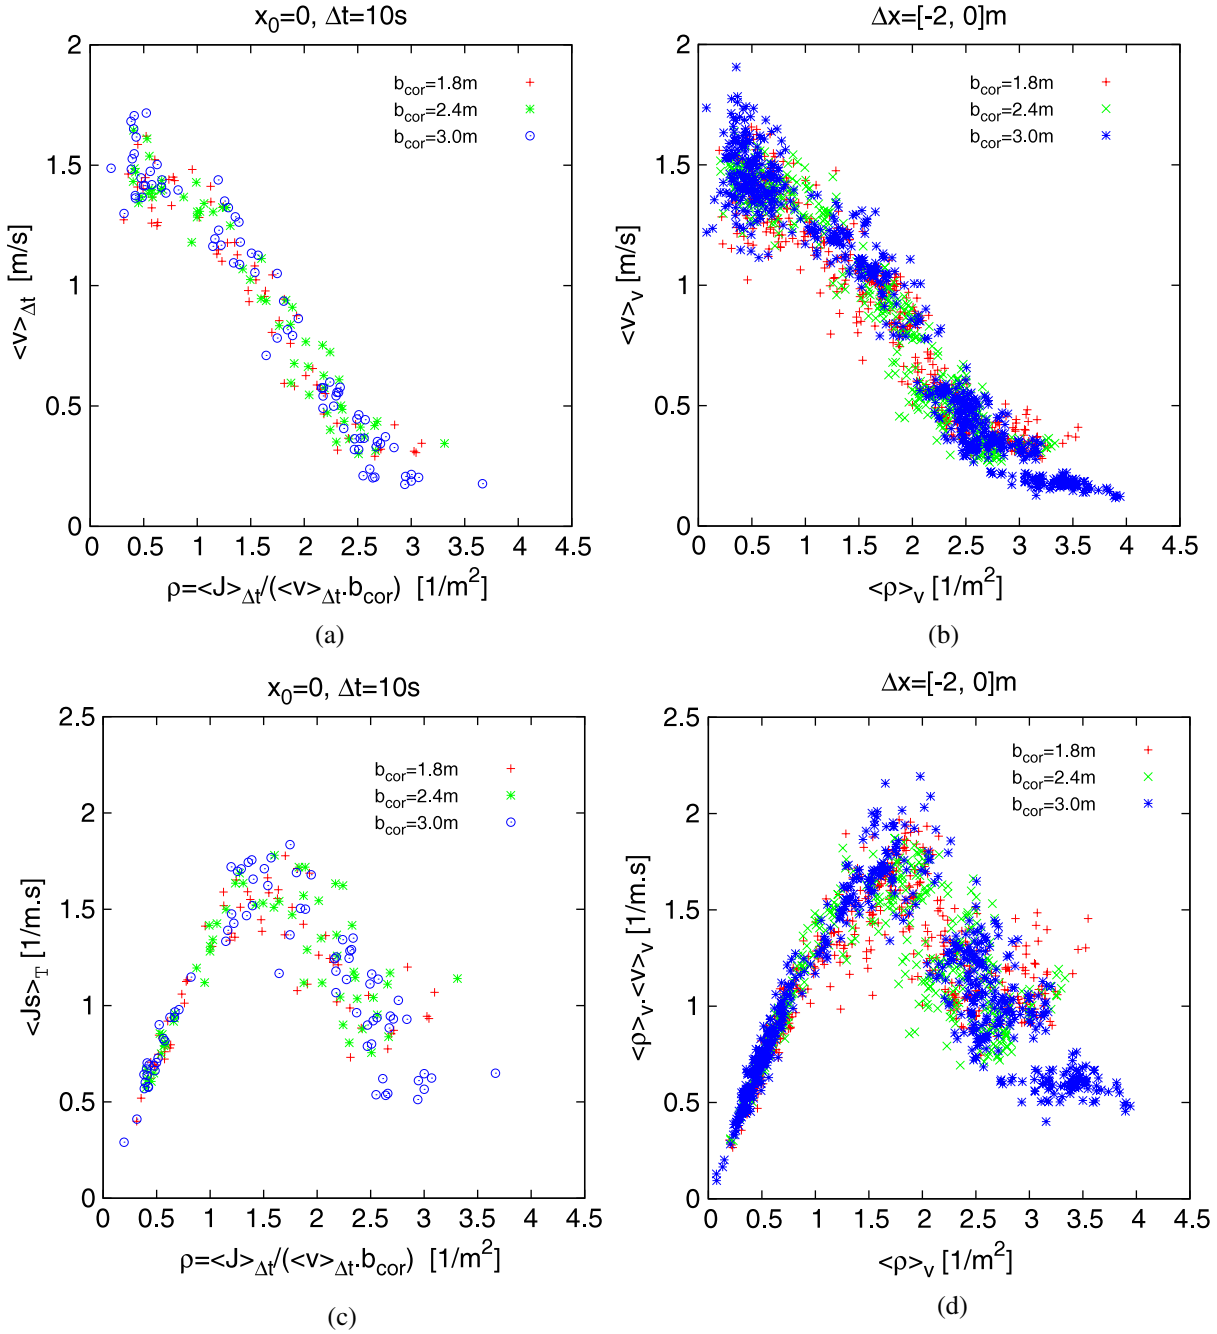 x0=0, Δt=10s
2
1.5
1
0.5
0
<v>Δt [m/s]
bcor=1.8m
bcor=2.4m
bcor=3.0m
0 0.5 1 1.5 2 2.5 3 3.5 4 4.5
ρ=<J>Δt/(<v>Δt.bcor) [1/m²]
(a)
Δx=[-2, 0]m
2
1.5
1
0.5
0
<v>v [m/s]
bcor=1.8m
bcor=2.4m
bcor=3.0m
0 0.5 1 1.5 2 2.5 3 3.5 4 4.5
<ρ>v [1/m²]
(b)
x0=0, Δt=10s
2.5
2
1.5
1
0.5
0
<Js>T [1/m.s]
bcor=1.8m
bcor=2.4m
bcor=3.0m
0 0.5 1 1.5 2 2.5 3 3.5 4 4.5
ρ=<J>Δt/(<v>Δt.bcor) [1/m²]
(c)
Δx=[-2, 0]m
2.5
2
1.5
1
0.5
0
<ρ>v.<v>v [1/m.s]
bcor=1.8m
bcor=2.4m
bcor=3.0m
0 0.5 1 1.5 2 2.5 3 3.5 4 4.5
<ρ>v [1/m²]
(d)